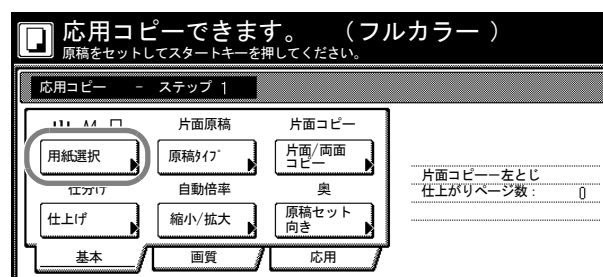 応用コピーできます。 (フルカラー )
原稿をセットしてスタートキーを押してください。
応用コピー - ステップ 1
片面原稿 片面コピー
用紙選択 原稿タイプ 片面/両面
コピー
片面コピーー左とじ
仕上がりページ数: 0
仕分け 自動倍率 奥
仕上げ 縮小/拡大 原稿セット
向き
基本 画質 応用